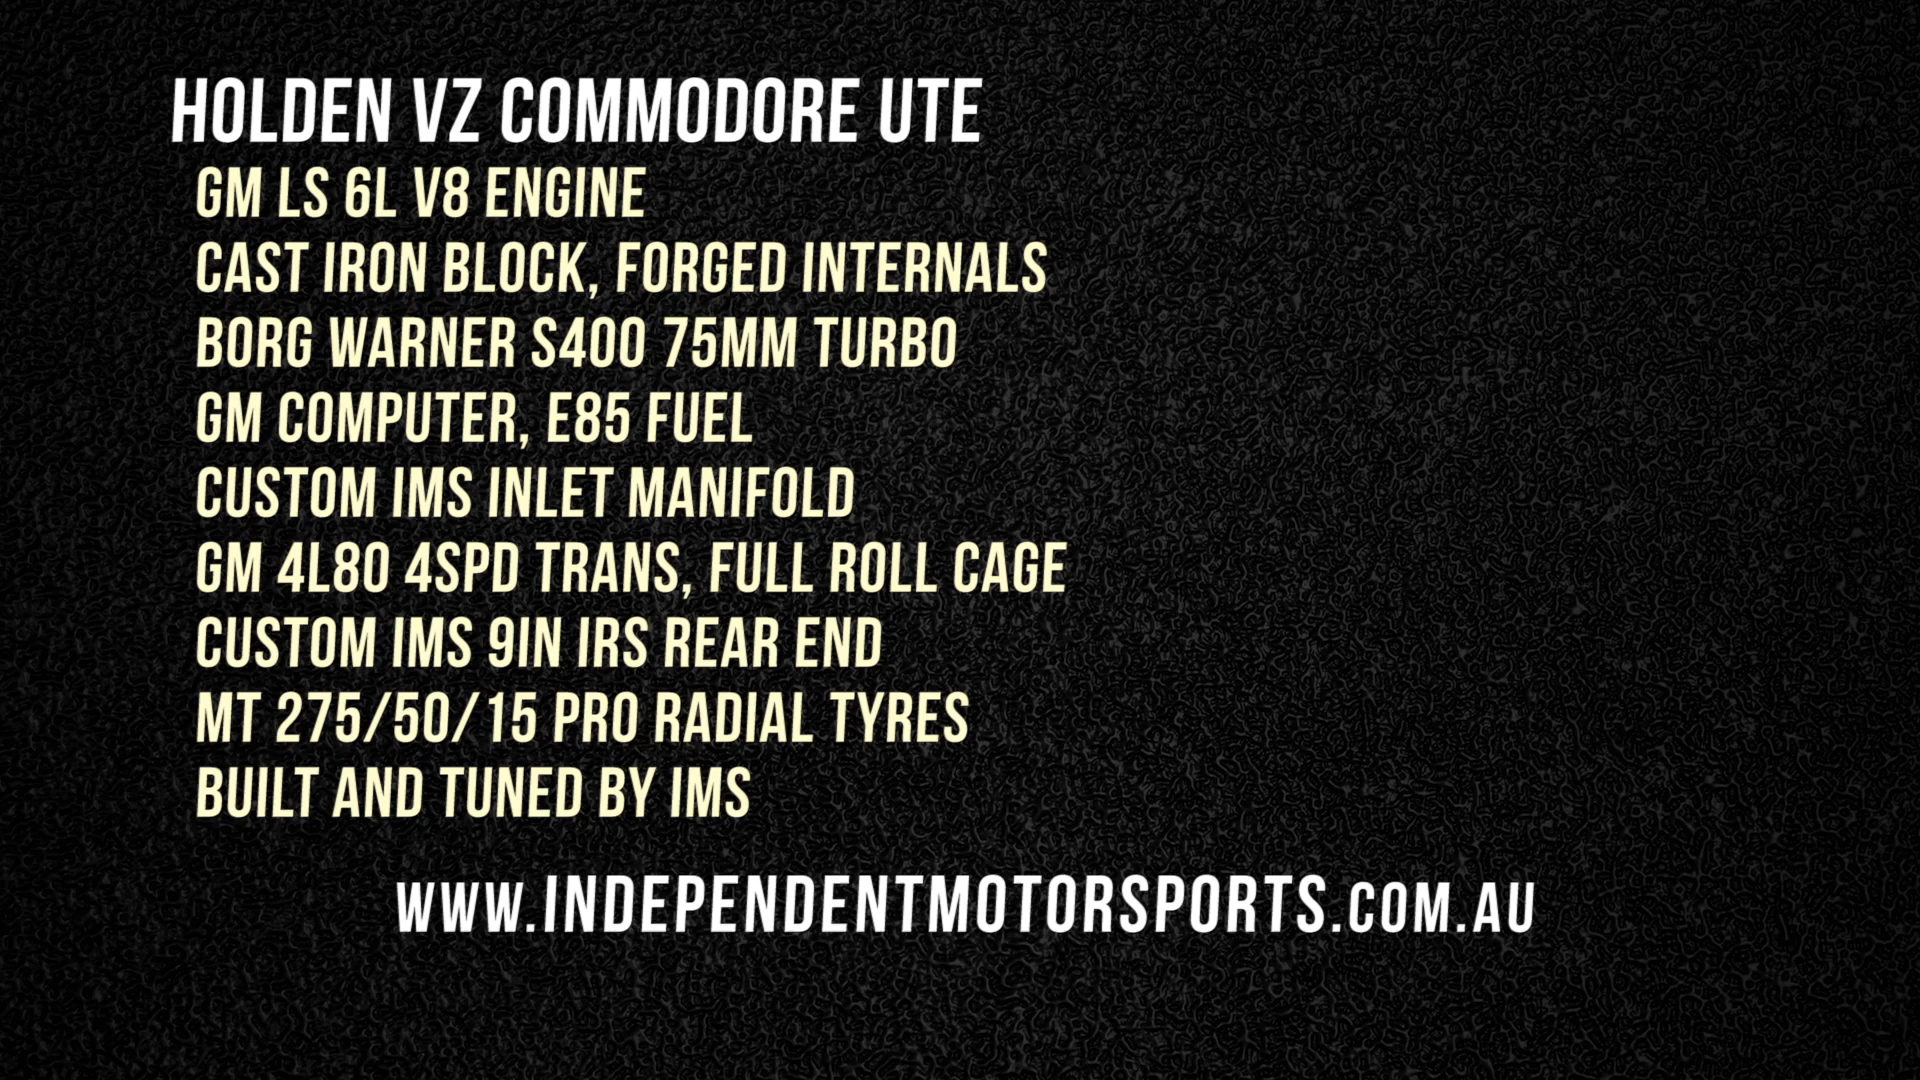 HOLDEN VZ COMMODORE UTE
GM LS 6L V8 ENGINE
CAST IRON BLOCK, FORGED INTERNALS
BORG WARNER S400 75MM TURBO
GM COMPUTER, E85 FUEL
CUSTOM IMS INLET MANIFOLD
GM 4L80 4SPD TRANS, FULL ROLL CAGE
CUSTOM IMS 9IN IRS REAR END
MT 275/50/15 PRO RADIAL TYRES
BUILT AND TUNED BY IMS
WWW.INDEPENDENTMOTORSPORTS.COM.AU